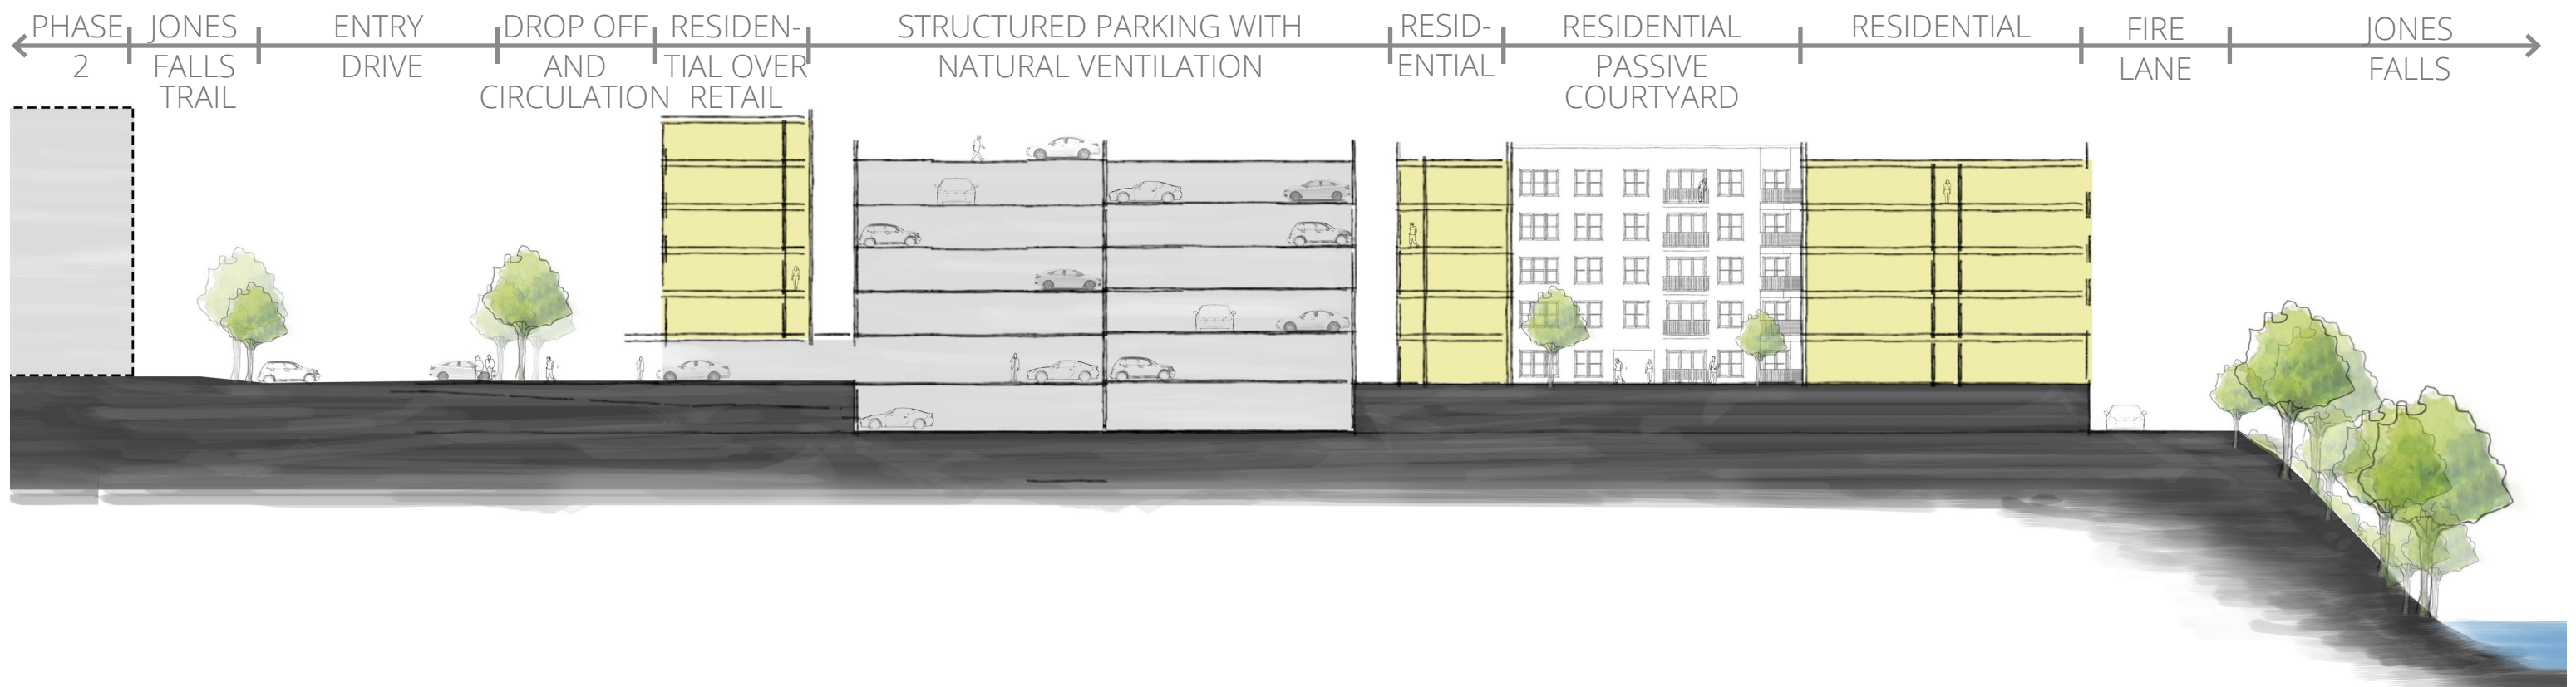 PHASE
2
JONES
FALLS
TRAIL
ENTRY
DRIVE
DROP OFF
AND
CIRCULATION
RESIDEN-
TIAL OVER
RETAIL
STRUCTURED PARKING WITH
NATURAL VENTILATION
RESID-
ENTIAL
RESIDENTIAL
PASSIVE
COURTYARD
RESIDENTIAL
FIRE
LANE
JONES
FALLS